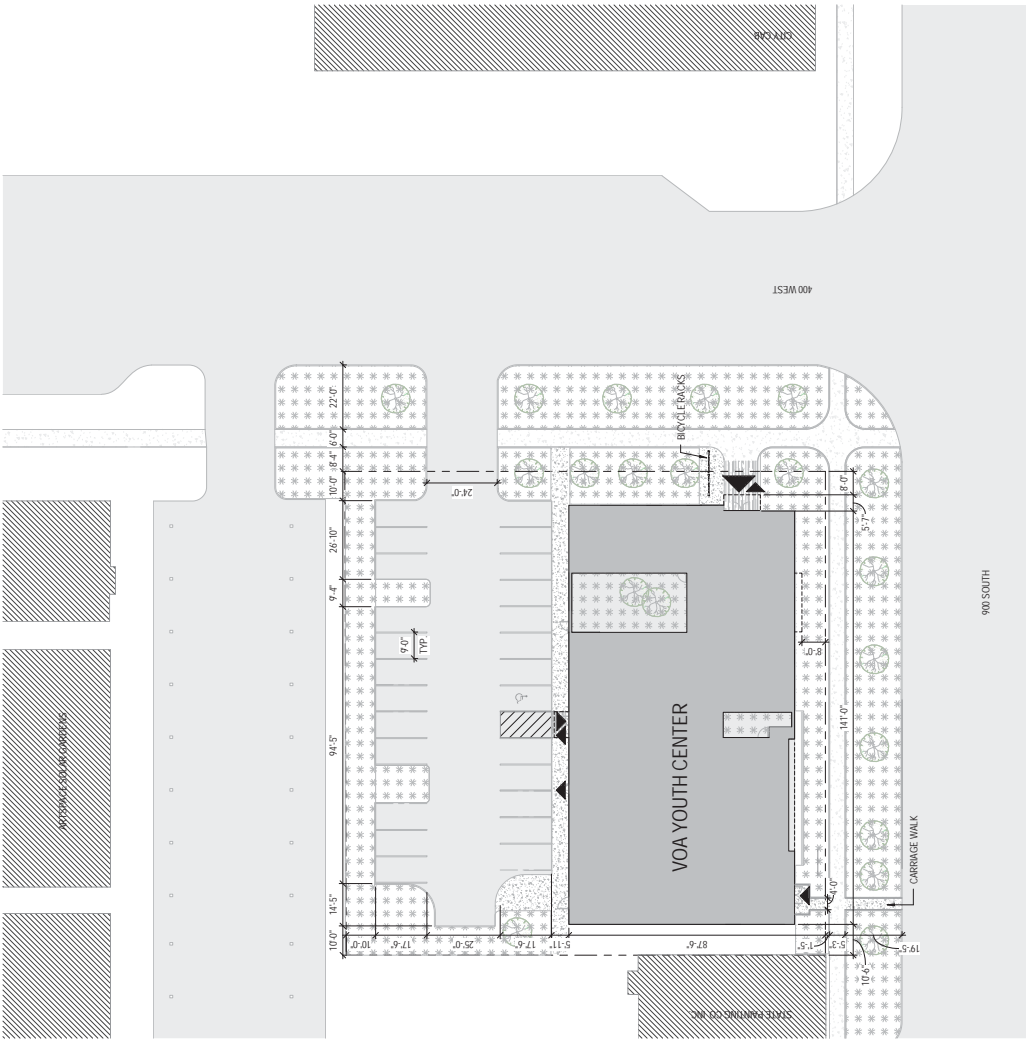 CITY CAB
400 WEST
BICYCLE RACKS
22'-0"
6'-0"
8'-4"
10'-0"
24'-0"
26'-10"
9'-4"
9'-0"
TYP.
94'-5"
14'-5"
10'-0"
8'-0"
5'-7"
8'-0"
141'-0"
900 SOUTH
ARTSPACE SOLAR GARDENS
VOA YOUTH CENTER
CARRIAGE WALK
4'-0"
10'-0"
17'-6"
25'-0"
17'-6"
5'-11"
87'-6"
1'-5"
5'-3"
19'-5"
10'-6"
STATE PAINTING CO INC